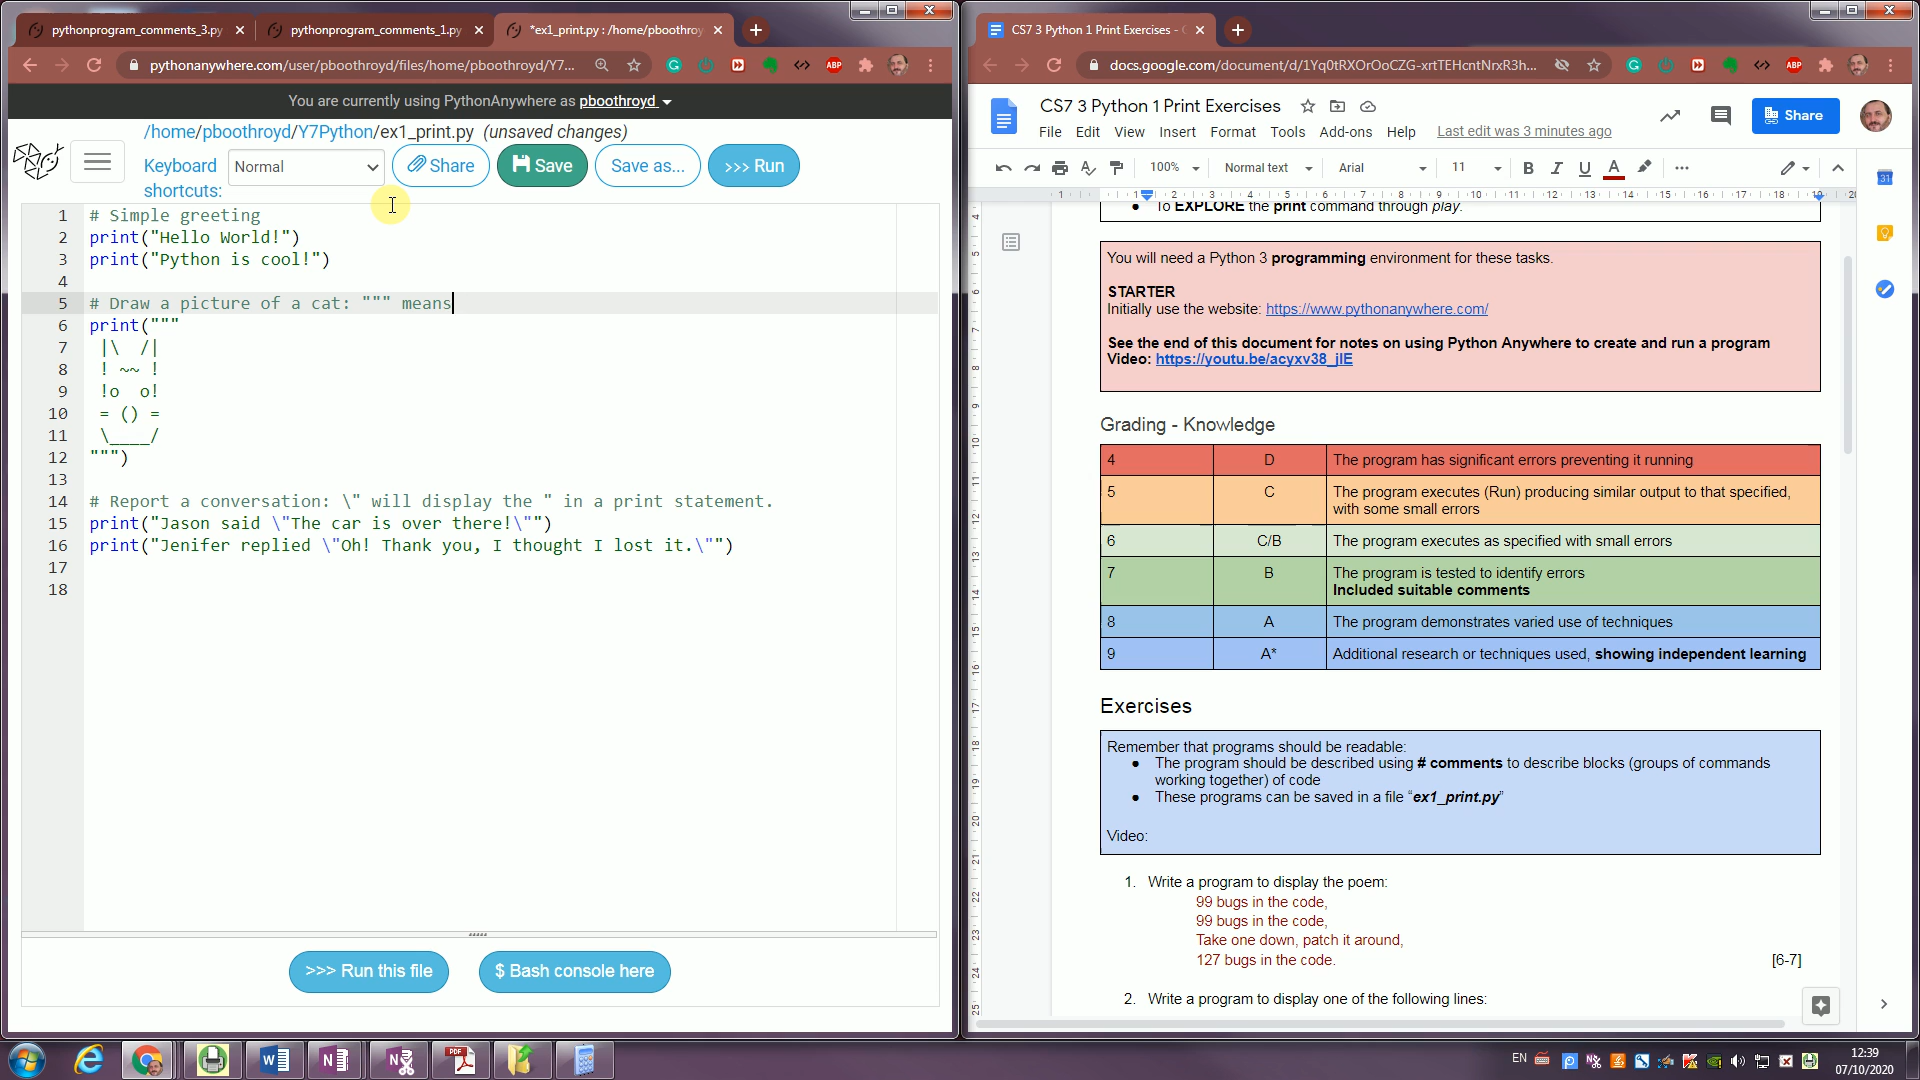 pythonprogram_comments_3.py
pythonprogram_comments_1.py
*ex1_print.py : /home/pboothroy
pythonanywhere.com/user/pboothroyd/files/home/pboothroyd/Y7...
You are currently using PythonAnywhere as pboothroyd
/home/pboothroyd/Y7Python/ex1_print.py (unsaved changes)
Keyboard shortcuts:
Normal
Share
Save
Save as...
>>> Run
1 # Simple greeting
2 print("Hello World!")
3 print("Python is cool!")
4
5 # Draw a picture of a cat: """ means
6 print("""
7  |\  /|
8  ! ~~ !
9  !o  o!
10  = () =
11  \____/
12 """)
13
14 # Report a conversation: \" will display the " in a print statement.
15 print("Jason said \"The car is over there!\"")
16 print("Jenifer replied \"Oh! Thank you, I thought I lost it.\"")
17
18
>>> Run this file
$ Bash console here
CS7 3 Python 1 Print Exercises -
docs.google.com/document/d/1Yq0tRXOrOoCZG-xrtTEHcntNrxR3h...
CS7 3 Python 1 Print Exercises
File Edit View Insert Format Tools Add-ons Help Last edit was 3 minutes ago
Share
100% Normal text Arial 11
To EXPLORE the print command through play.
You will need a Python 3 programming environment for these tasks.
STARTER
Initially use the website: https://www.pythonanywhere.com/
See the end of this document for notes on using Python Anywhere to create and run a program
Video: https://youtu.be/acyxv38_jlE
Grading - Knowledge
4 D The program has significant errors preventing it running
5 C The program executes (Run) producing similar output to that specified, with some small errors
6 C/B The program executes as specified with small errors
7 B The program is tested to identify errors
Included suitable comments
8 A The program demonstrates varied use of techniques
9 A* Additional research or techniques used, showing independent learning
Exercises
Remember that programs should be readable:
● The program should be described using # comments to describe blocks (groups of commands
working together) of code
● These programs can be saved in a file "ex1_print.py"
Video:
1. Write a program to display the poem:
99 bugs in the code,
99 bugs in the code,
Take one down, patch it around,
127 bugs in the code.
[6-7]
2. Write a program to display one of the following lines:
EN
12:39
07/10/2020